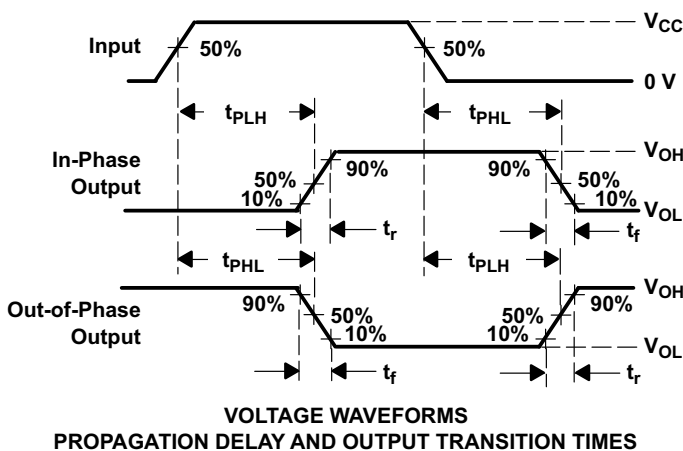 VCC
Input
50%
50%
0 V
tPLH
tPHL
In-Phase
Output
VOH
90%
90%
50%
50%
10%
10%
VOL
tr
tf
tPHL
tPLH
Out-of-Phase
Output
VOH
90%
90%
50%
50%
10%
10%
VOL
tf
tr
VOLTAGE WAVEFORMS
PROPAGATION DELAY AND OUTPUT TRANSITION TIMES